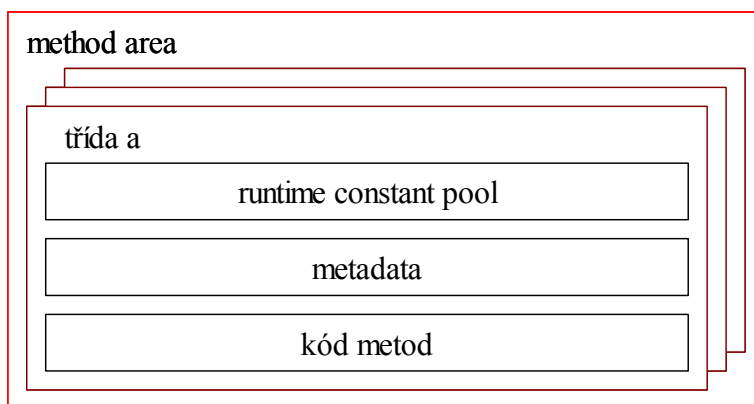 method area
třída a
runtime constant pool
metadata
kód metod